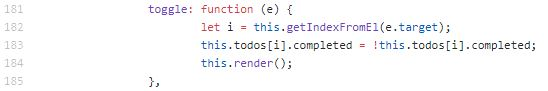 181 toggle: function (e) {
182 let i = this.getIndexFromEl(e.target);
183 this.todos[i].completed = !this.todos[i].completed;
184 this.render();
185 },